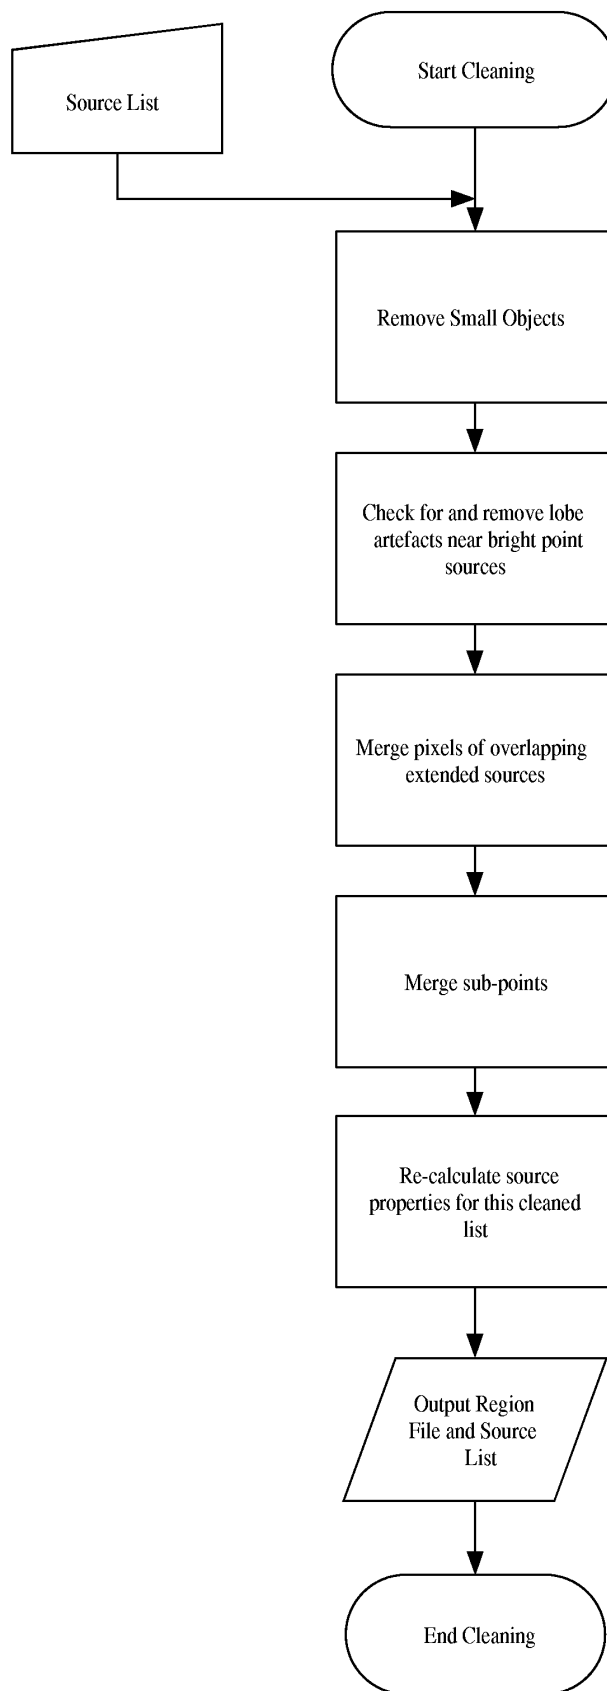 Source List
Start Cleaning
Remove Small Objects
Check for and remove lobe
artefacts near bright point
sources
Merge pixels of overlapping
extended sources
Merge sub-points
Re-calculate source
properties for this cleaned
list
Output Region
File and Source
List
End Cleaning